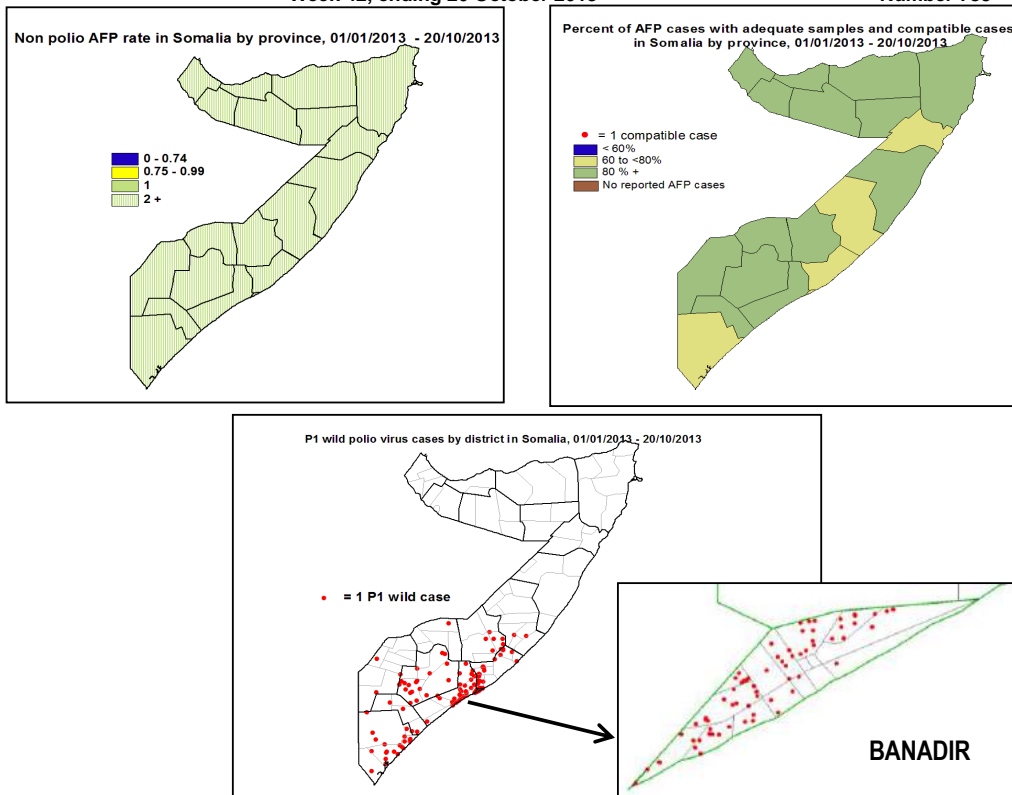 Non polio AFP rate in Somalia by province, 01/01/2013 - 20/10/2013
0 - 0.74
0.75 - 0.99
1
2 +
Percent of AFP cases with adequate samples and compatible cases
in Somalia by province, 01/01/2013 - 20/10/2013
= 1 compatible case
< 60%
60 to <80%
80 % +
No reported AFP cases
P1 wild polio virus cases by district in Somalia, 01/01/2013 - 20/10/2013
= 1 P1 wild case
BANADIR